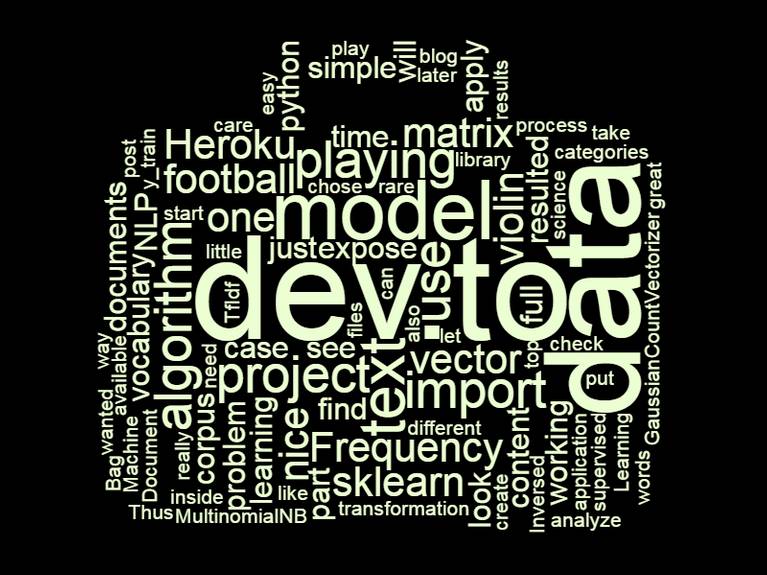 play
will
blog
simple
later
python
easy
apply
results
care
Heroku
time
matrix
process
take
post
y_train
playing
library
categories
football
chose
rare
resulted
science
great
documents
NLP
start
one
model
violin
data
little
justexpose
vocabulary
algorithm
dev.to
Tfidf
can
use
full
files
also
let
CountVectorizer
way
available
need
case
see
text
vector
top
check
project
import
put
Gaussian
wanted
corpus
find
nice
different
Bag
Machine
Document
really
problem
learning
Frequency
content
working
application
supervised
Learning
words
inside
like
part
sklearn
look
create
Inversed
Thus
MultinomialNB
transformation
analyze